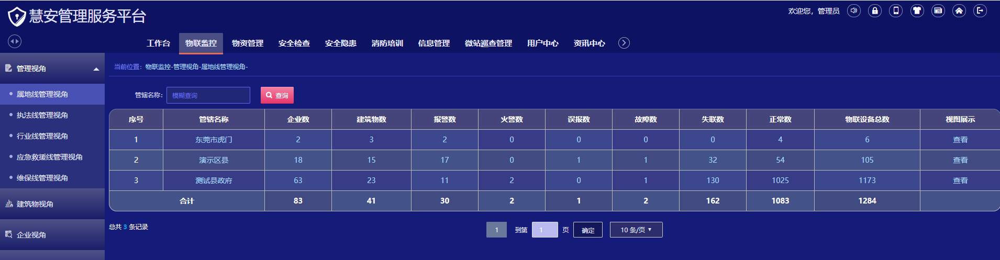 慧安管理服务平台
欢迎您，管理员
工作台 物联监控 物资管理 安全检查 安全隐患 消防培训 信息管理 微站巡查管理 用户中心 资讯中心
管理视角
属地线管理视角
执法线管理视角
行业线管理视角
应急救援线管理视角
维保线管理视角
建筑物视角
企业视角
当前位置：物联监控-管理视角-属地线管理视角-
管辖名称： 模糊查询 查询
序号 管辖名称 企业数 建筑物数 报警数 火警数 误报数 故障数 失联数 正常数 物联设备总数 视图展示
1 东莞市虎门 2 3 2 0 0 0 0 4 6 查看
2 演示区县 18 15 17 0 1 1 32 54 105 查看
3 测试县政府 63 23 11 2 0 1 130 1025 1173 查看
合计 83 41 30 2 1 2 162 1083 1284
总共 3 条记录
1 到第 1 页 确定 10 条/页